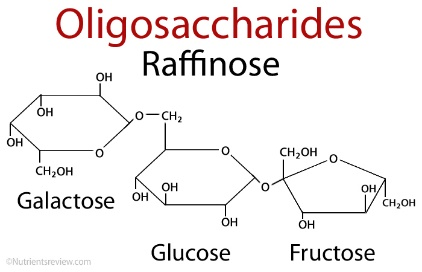 Oligosaccharides
Raffinose
OH
O
CH₂
OH
OH
O
CH₂OH
Galactose
O
OH
OH
OH
Glucose
O
CH₂OH
O
OH
OH
CH₂OH
Fructose
©Nutrientsreview.com